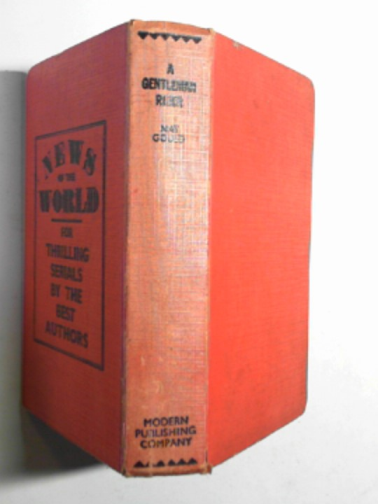 NEWS
OF THE
WORLD
FOR
THRILLING
SERIALS
BY THE
BEST
AUTHORS
A
GENTLEMAN
RIDER
NAT
GOULD
MODERN
PUBLISHING
COMPANY